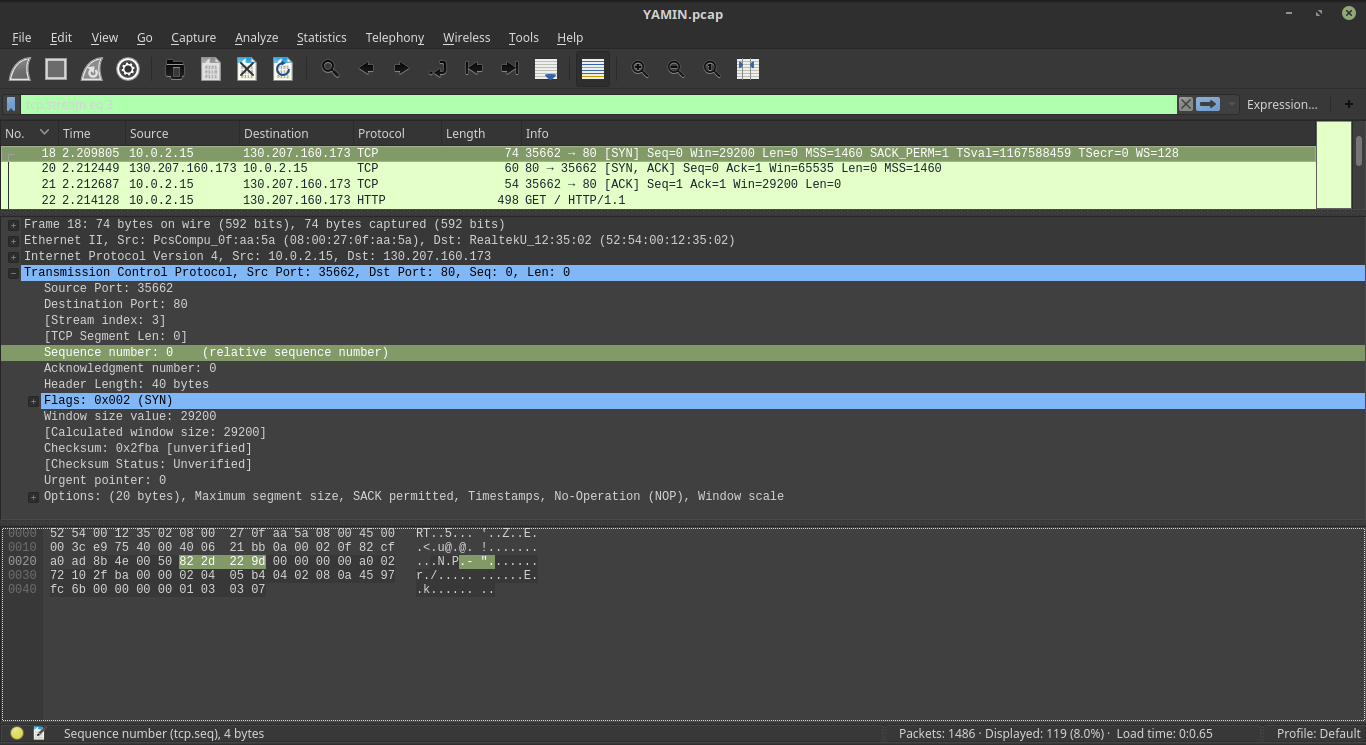 YAMIN.pcap
File Edit View Go Capture Analyze Statistics Telephony Wireless Tools Help
tcp.stream eq 3 Expression... +
No. Time Source Destination Protocol Length Info
18 2.209805 10.0.2.15 130.207.160.173 TCP 74 35662 → 80 [SYN] Seq=0 Win=29200 Len=0 MSS=1460 SACK_PERM=1 TSval=1167588459 TSecr=0 WS=128
20 2.212449 130.207.160.173 10.0.2.15 TCP 60 80 → 35662 [SYN, ACK] Seq=0 Ack=1 Win=65535 Len=0 MSS=1460
21 2.212687 10.0.2.15 130.207.160.173 TCP 54 35662 → 80 [ACK] Seq=1 Ack=1 Win=29200 Len=0
22 2.214128 10.0.2.15 130.207.160.173 HTTP 498 GET / HTTP/1.1
Frame 18: 74 bytes on wire (592 bits), 74 bytes captured (592 bits)
Ethernet II, Src: PcsCompu_0f:aa:5a (08:00:27:0f:aa:5a), Dst: RealtekU_12:35:02 (52:54:00:12:35:02)
Internet Protocol Version 4, Src: 10.0.2.15, Dst: 130.207.160.173
Transmission Control Protocol, Src Port: 35662, Dst Port: 80, Seq: 0, Len: 0
Source Port: 35662
Destination Port: 80
[Stream index: 3]
[TCP Segment Len: 0]
Sequence number: 0 (relative sequence number)
Acknowledgment number: 0
Header Length: 40 bytes
Flags: 0x002 (SYN)
Window size value: 29200
[Calculated window size: 29200]
Checksum: 0x2fba [unverified]
[Checksum Status: Unverified]
Urgent pointer: 0
Options: (20 bytes), Maximum segment size, SACK permitted, Timestamps, No-Operation (NOP), Window scale
0000 52 54 00 12 35 02 08 00 27 0f aa 5a 08 00 45 00 RT..5... '..Z..E.
0010 00 3c e9 75 40 00 40 06 21 bb 0a 00 02 0f 82 cf .<.u@.@. !.......
0020 a0 ad 8b 4e 00 50 82 2d 22 9d 00 00 00 00 a0 02 ...N.P.- ".......
0030 72 10 2f ba 00 00 02 04 05 b4 04 02 08 0a 45 97 r./..... ......E.
0040 fc 6b 00 00 00 00 01 03 03 07 .k...... ..
Sequence number (tcp.seq), 4 bytes Packets: 1486 · Displayed: 119 (8.0%) · Load time: 0:0.65 Profile: Default